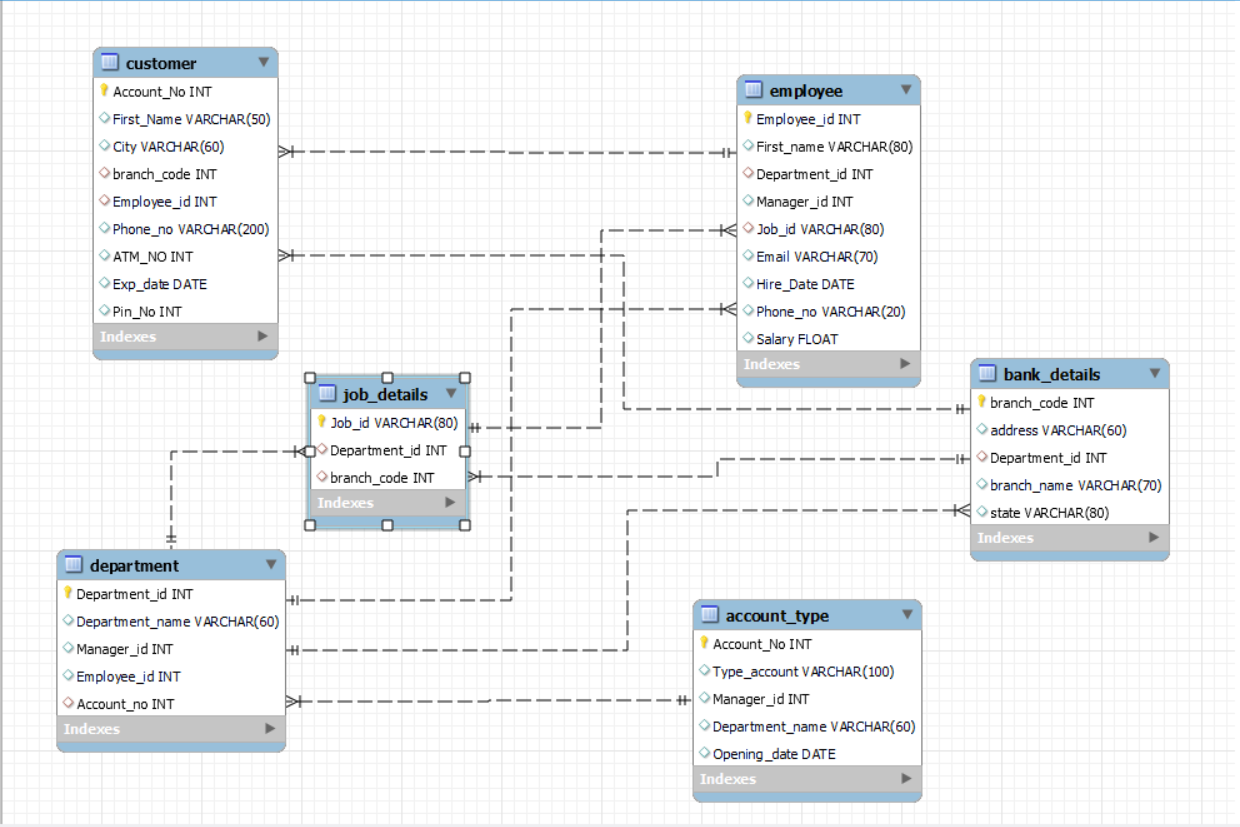 customer
Account_No INT
First_Name VARCHAR(50)
City VARCHAR(60)
branch_code INT
Employee_id INT
Phone_no VARCHAR(200)
ATM_NO INT
Exp_date DATE
Pin_No INT
Indexes
employee
Employee_id INT
First_name VARCHAR(80)
Department_id INT
Manager_id INT
Job_id VARCHAR(80)
Email VARCHAR(70)
Hire_Date DATE
Phone_no VARCHAR(20)
Salary FLOAT
Indexes
job_details
Job_id VARCHAR(80)
Department_id INT
branch_code INT
Indexes
bank_details
branch_code INT
address VARCHAR(60)
Department_id INT
branch_name VARCHAR(70)
state VARCHAR(80)
Indexes
department
Department_id INT
Department_name VARCHAR(60)
Manager_id INT
Employee_id INT
Account_no INT
Indexes
account_type
Account_No INT
Type_account VARCHAR(100)
Manager_id INT
Department_name VARCHAR(60)
Opening_date DATE
Indexes